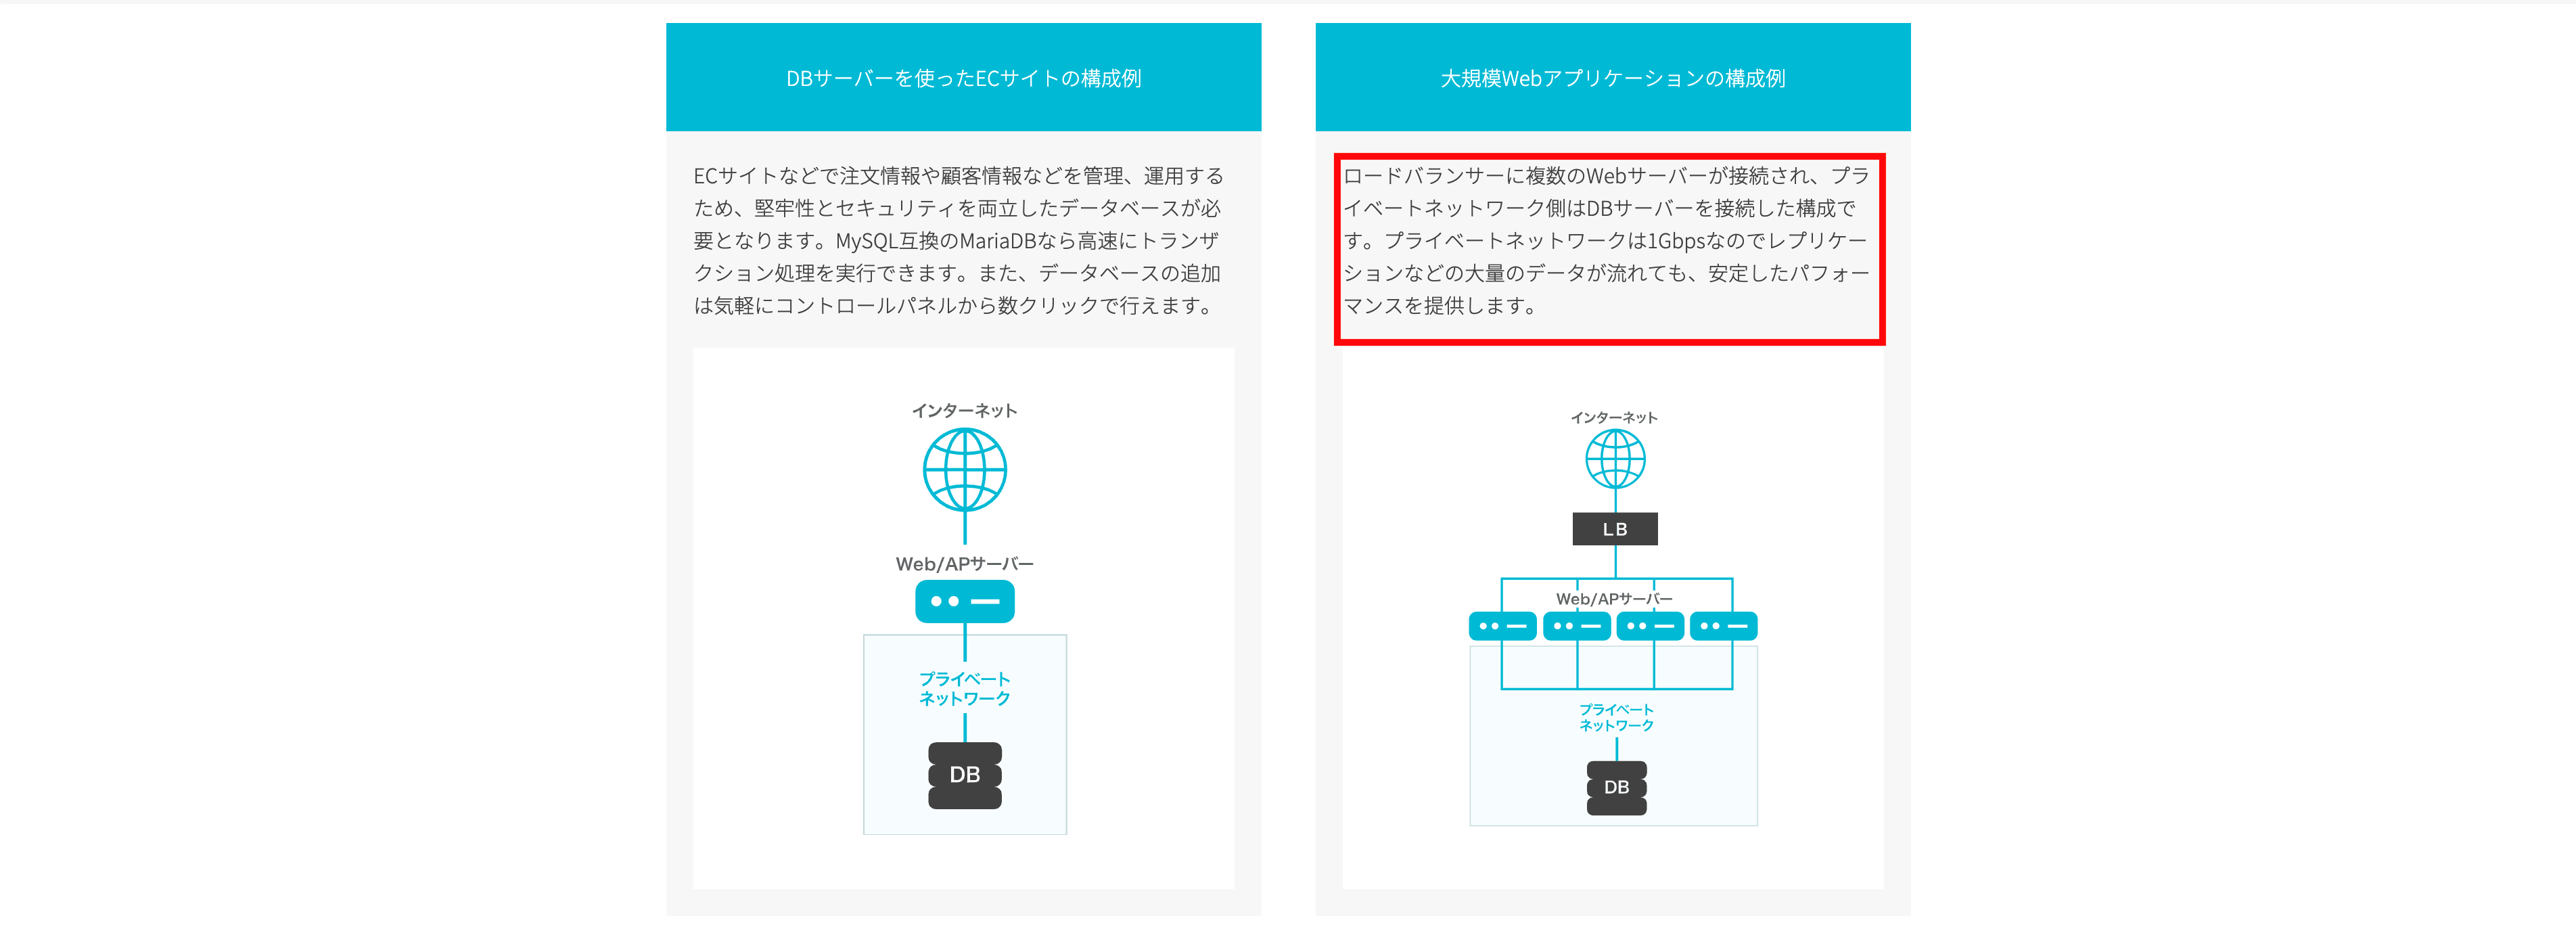 DBサーバーを使ったECサイトの構成例
ECサイトなどで注文情報や顧客情報などを管理、運用する
ため、堅牢性とセキュリティを両立したデータベースが必
要となります。MySQL互換のMariaDBなら高速にトランザ
クション処理を実行できます。また、データベースの追加
は気軽にコントロールパネルから数クリックで行えます。
インターネット
Web/APサーバー
プライベート
ネットワーク
DB
大規模Webアプリケーションの構成例
ロードバランサーに複数のWebサーバーが接続され、プラ
イベートネットワーク側はDBサーバーを接続した構成で
す。プライベートネットワークは1Gbpsなのでレプリケー
ションなどの大量のデータが流れても、安定したパフォー
マンスを提供します。
インターネット
LB
Web/APサーバー
プライベート
ネットワーク
DB